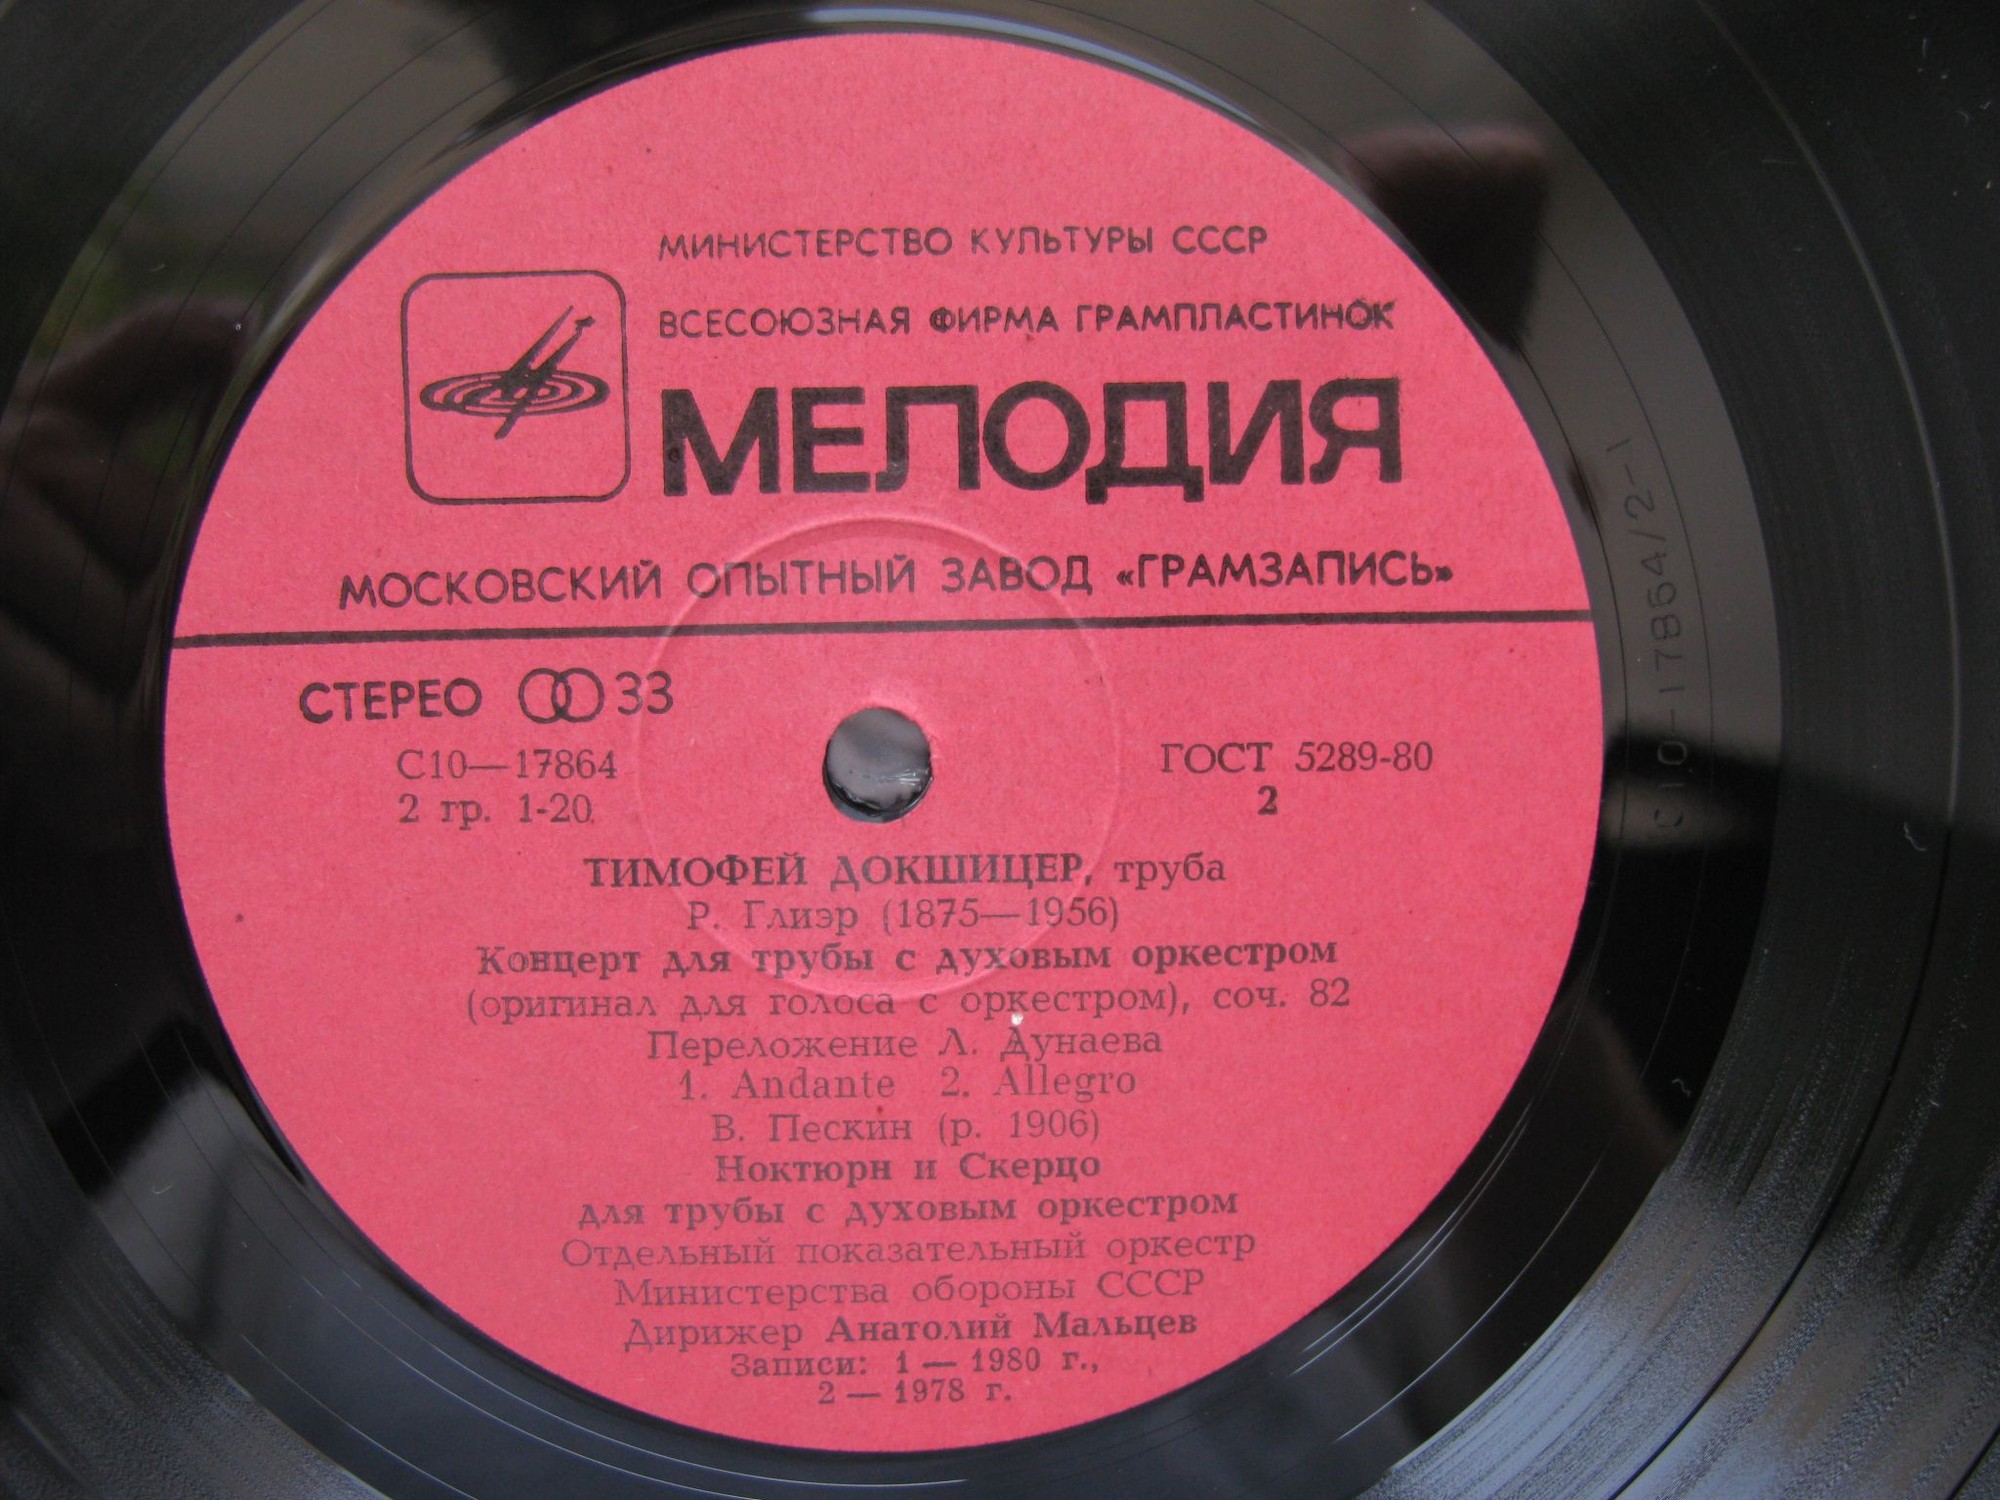 МИНИСТЕРСТВО КУЛЬТУРЫ СССР
ВСЕСОЮЗНАЯ ФИРМА ГРАМПЛАСТИНОК
МЕЛОДИЯ
МОСКОВСКИЙ ОПЫТНЫЙ ЗАВОД «ГРАМЗАПИСЬ»
СТЕРЕО 33
С10—17864
ГОСТ 5289-80
2 гр. 1-20
2
ТИМОФЕЙ ДОКШИЦЕР, труба
Р. Глиэр (1875—1956)
Концерт для трубы с духовым оркестром
(оригинал для голоса с оркестром), соч. 82
Переложение Л. Дунаева
1. Andante 2. Allegro
В. Пескин (р. 1906)
Ноктюрн и Скерцо
для трубы с духовым оркестром
Отдельный показательный оркестр
Министерства обороны СССР
Дирижер Анатолий Мальцев
Записи: 1 — 1980 г.,
2 — 1978 г.
С10-17864/2-1